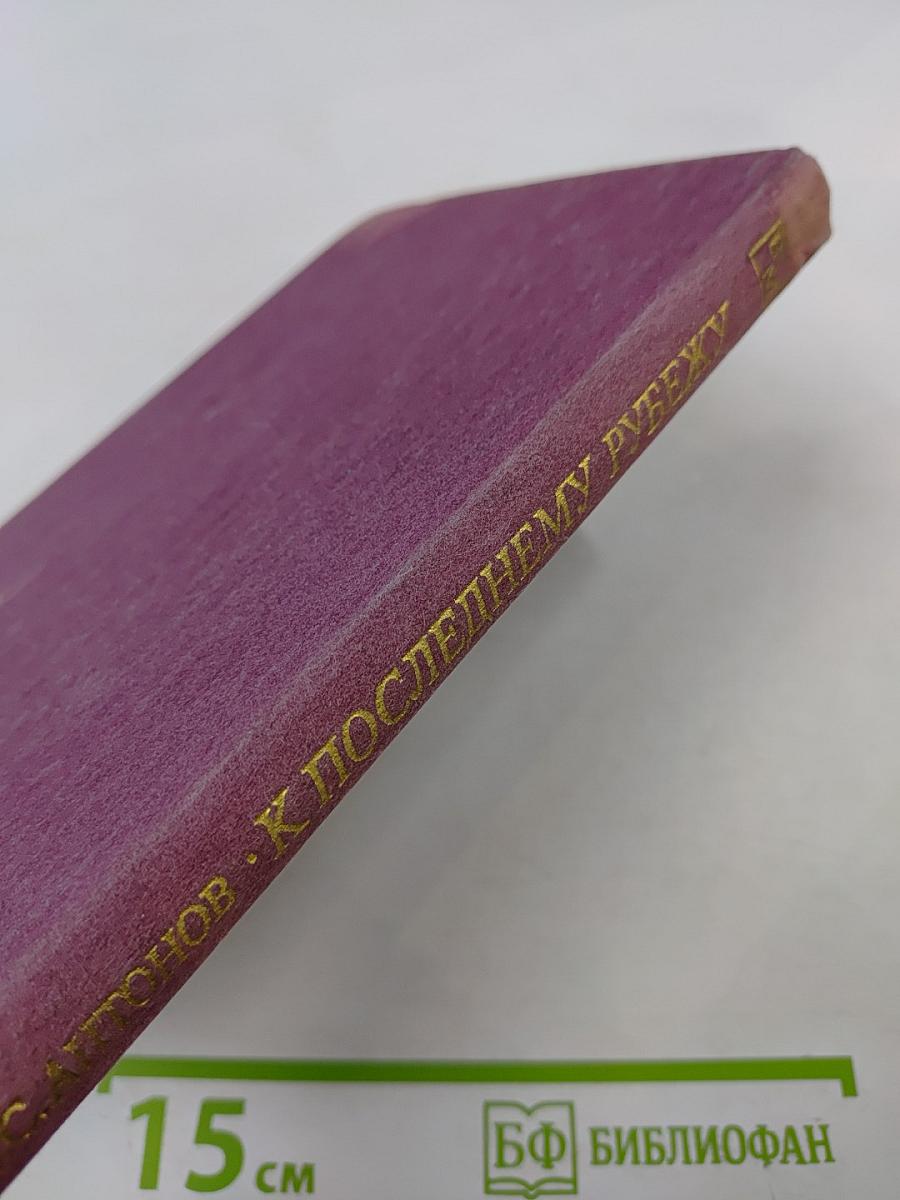 С. АНТОНОВ · К ПОСЛЕДНЕМУ РУБЕЖУ
15 см
БФ БИБЛИОФАН